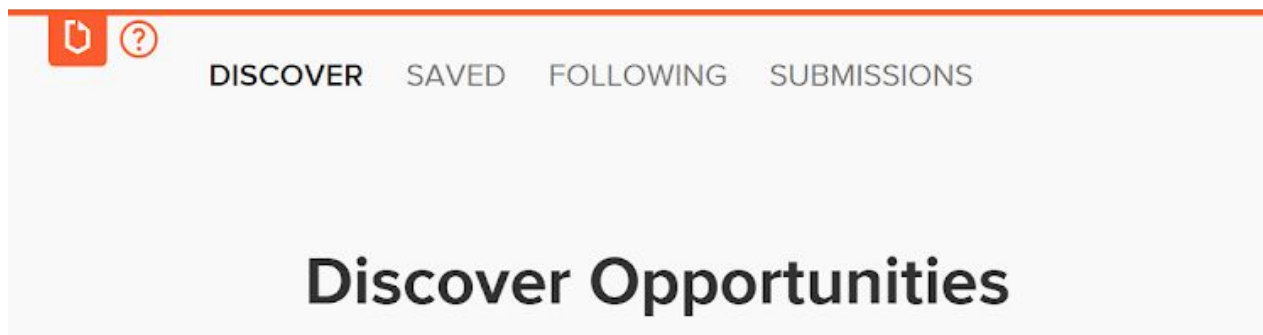 ?
DISCOVER SAVED FOLLOWING SUBMISSIONS
Discover Opportunities